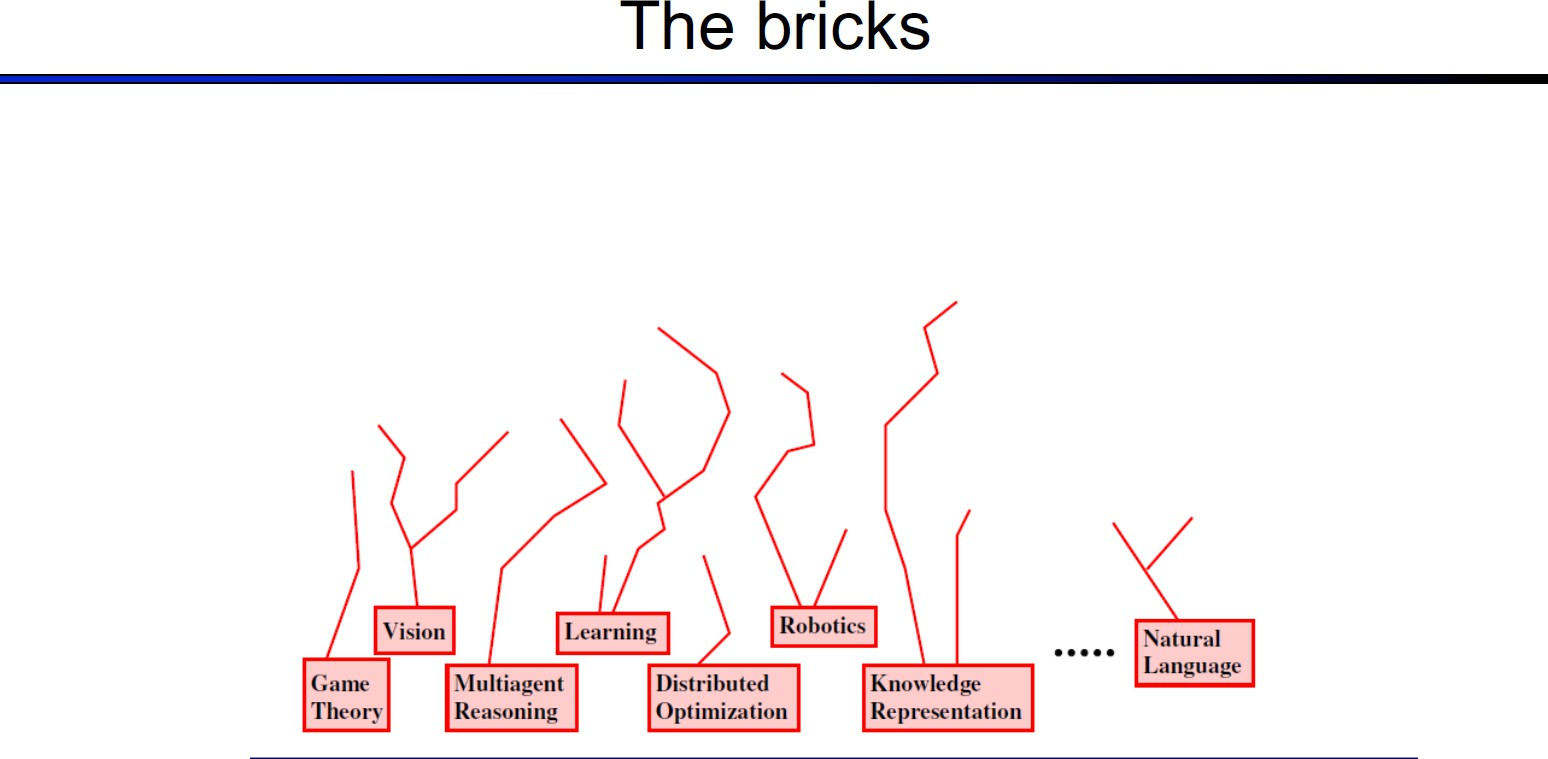 The bricks
Vision
Learning
Robotics
Game
Theory
Multiagent
Reasoning
Distributed
Optimization
Knowledge
Representation
.....
Natural
Language